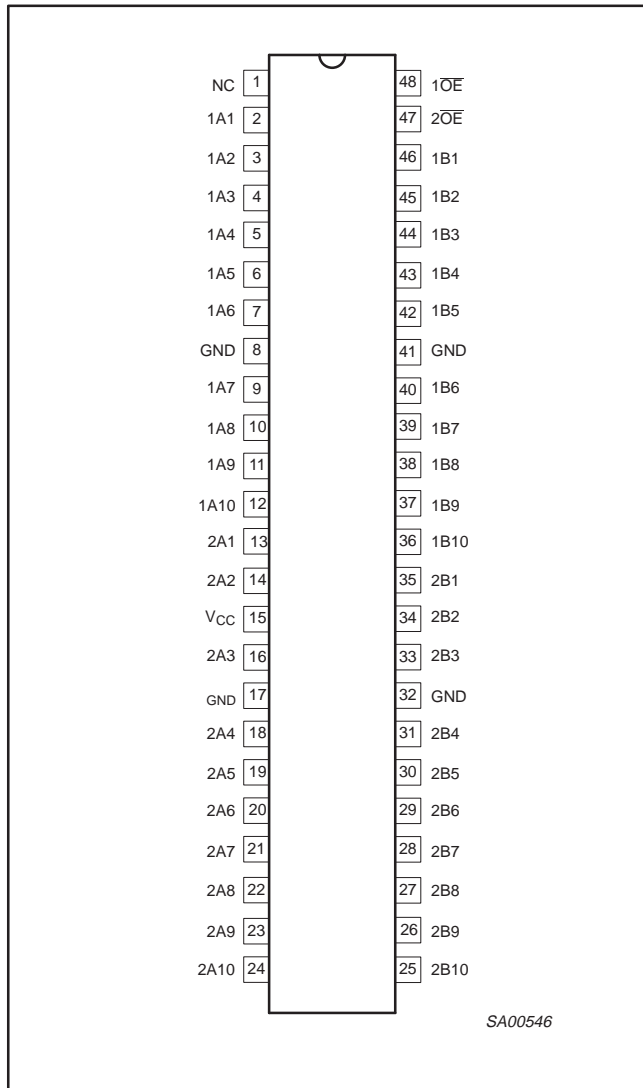 NC 1 48 1O̅E̅
1A1 2 47 2O̅E̅
1A2 3 46 1B1
1A3 4 45 1B2
1A4 5 44 1B3
1A5 6 43 1B4
1A6 7 42 1B5
GND 8 41 GND
1A7 9 40 1B6
1A8 10 39 1B7
1A9 11 38 1B8
1A10 12 37 1B9
2A1 13 36 1B10
2A2 14 35 2B1
VCC 15 34 2B2
2A3 16 33 2B3
GND 17 32 GND
2A4 18 31 2B4
2A5 19 30 2B5
2A6 20 29 2B6
2A7 21 28 2B7
2A8 22 27 2B8
2A9 23 26 2B9
2A10 24 25 2B10
SA00546